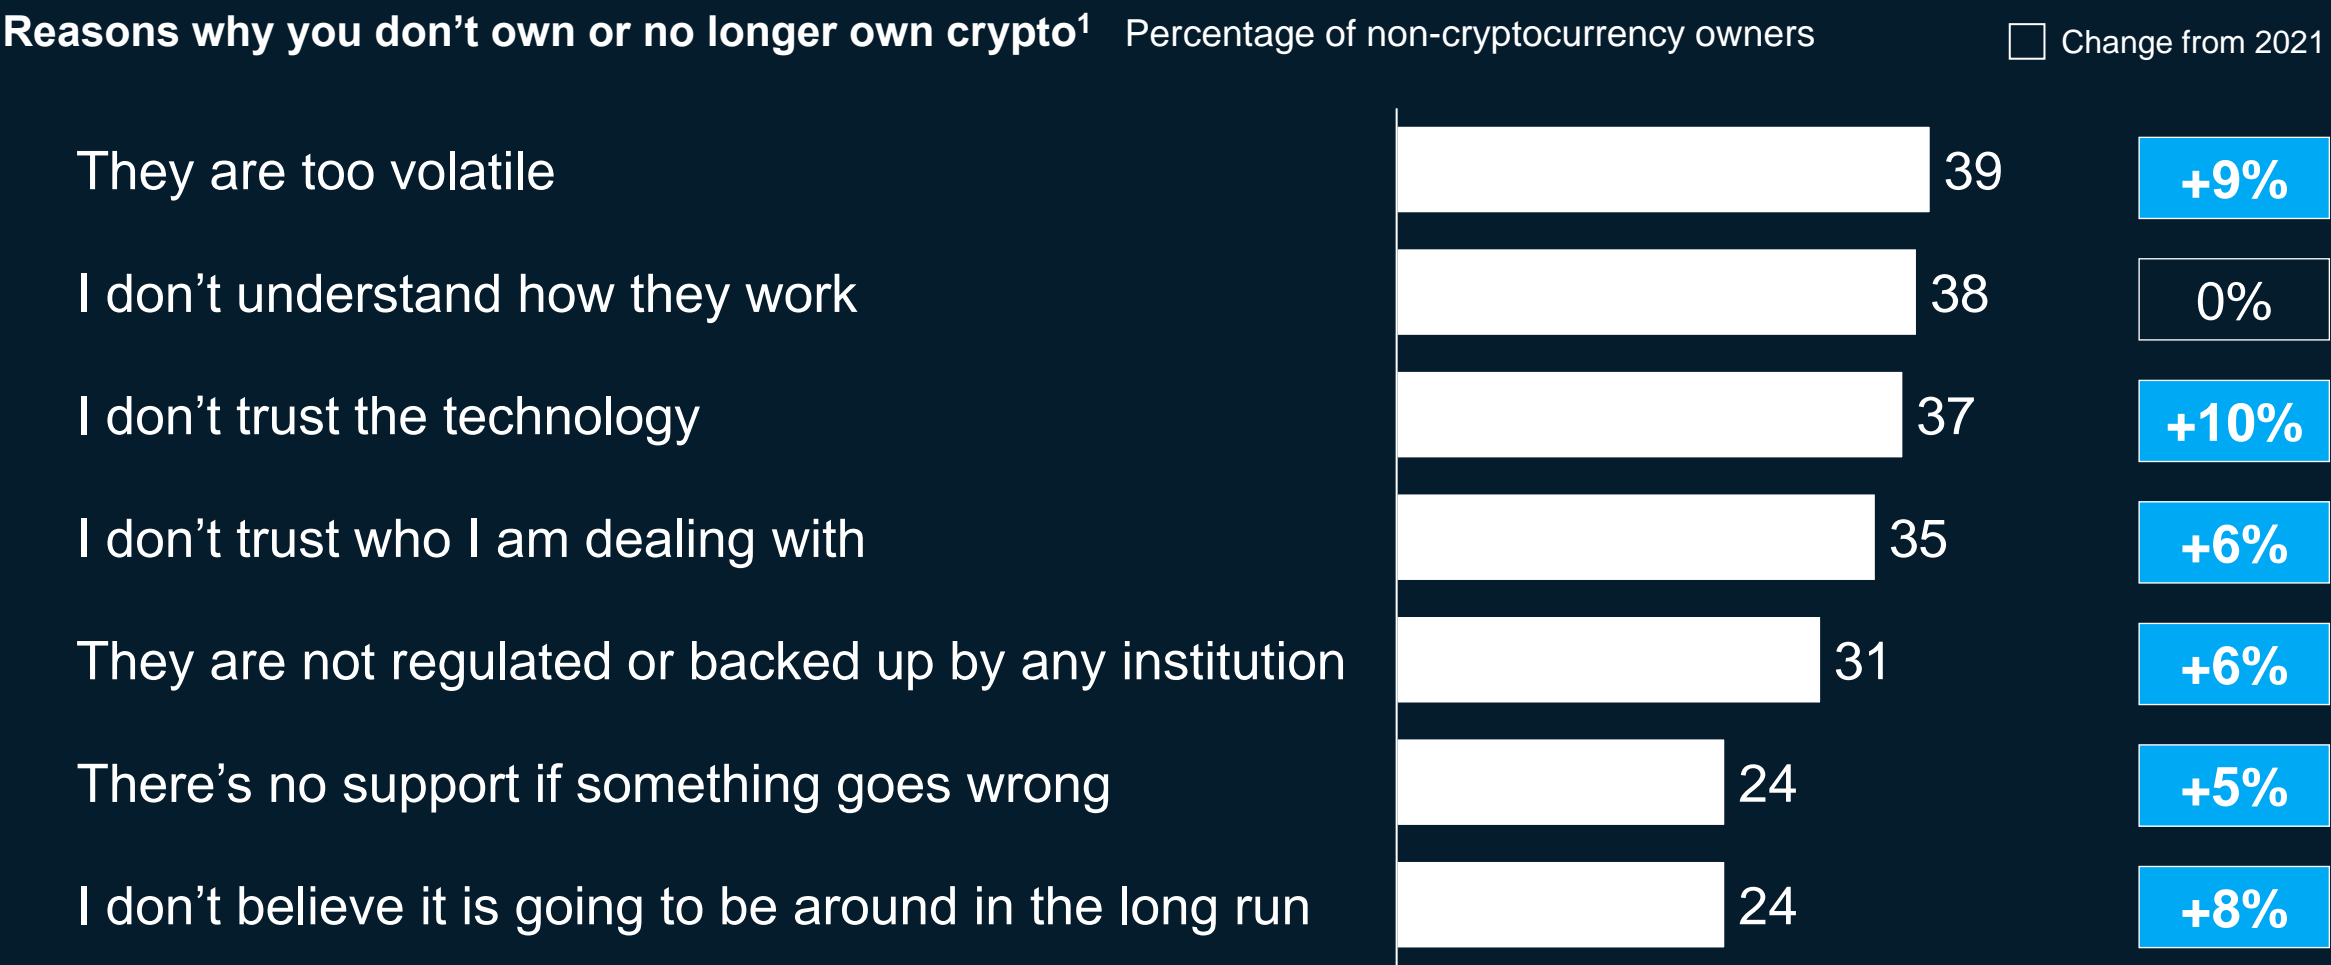 Reasons why you don’t own or no longer own crypto¹ Percentage of non-cryptocurrency owners Change from 2021
They are too volatile 39 +9%
I don’t understand how they work 38 0%
I don’t trust the technology 37 +10%
I don’t trust who I am dealing with 35 +6%
They are not regulated or backed up by any institution 31 +6%
There’s no support if something goes wrong 24 +5%
I don’t believe it is going to be around in the long run 24 +8%